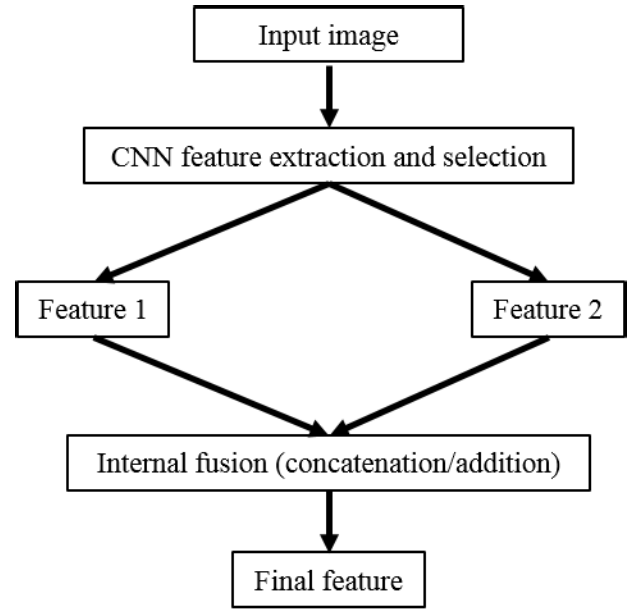 Input image
CNN feature extraction and selection
Feature 1
Feature 2
Internal fusion (concatenation/addition)
Final feature